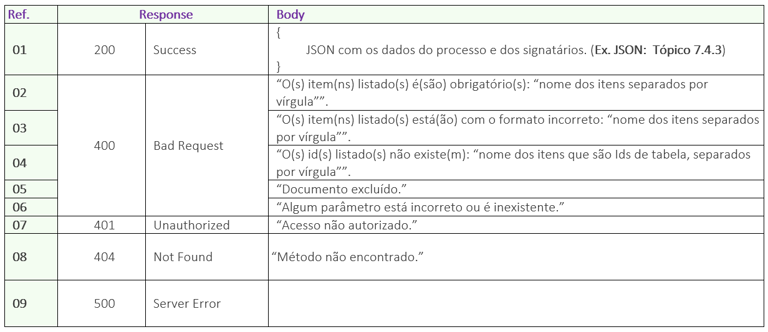 Ref. Response Body
{
01 200 Success JSON com os dados do processo e dos signatários. (Ex. JSON: Tópico 7.4.3)
}
02 “O(s) item(ns) listado(s) é(são) obrigatório(s): “nome dos itens separados por
vírgula””.
03 “O(s) item(ns) listado(s) está(ão) com o formato incorreto: “nome dos itens separados
por vírgula””.
400 Bad Request
04 “O(s) id(s) listado(s) não existe(m): “nome dos itens que são Ids de tabela, separados
por vírgula””.
05 “Documento excluído.”
06 “Algum parâmetro está incorreto ou é inexistente.”
07 401 Unauthorized “Acesso não autorizado.”
08 404 Not Found “Método não encontrado.”
09 500 Server Error